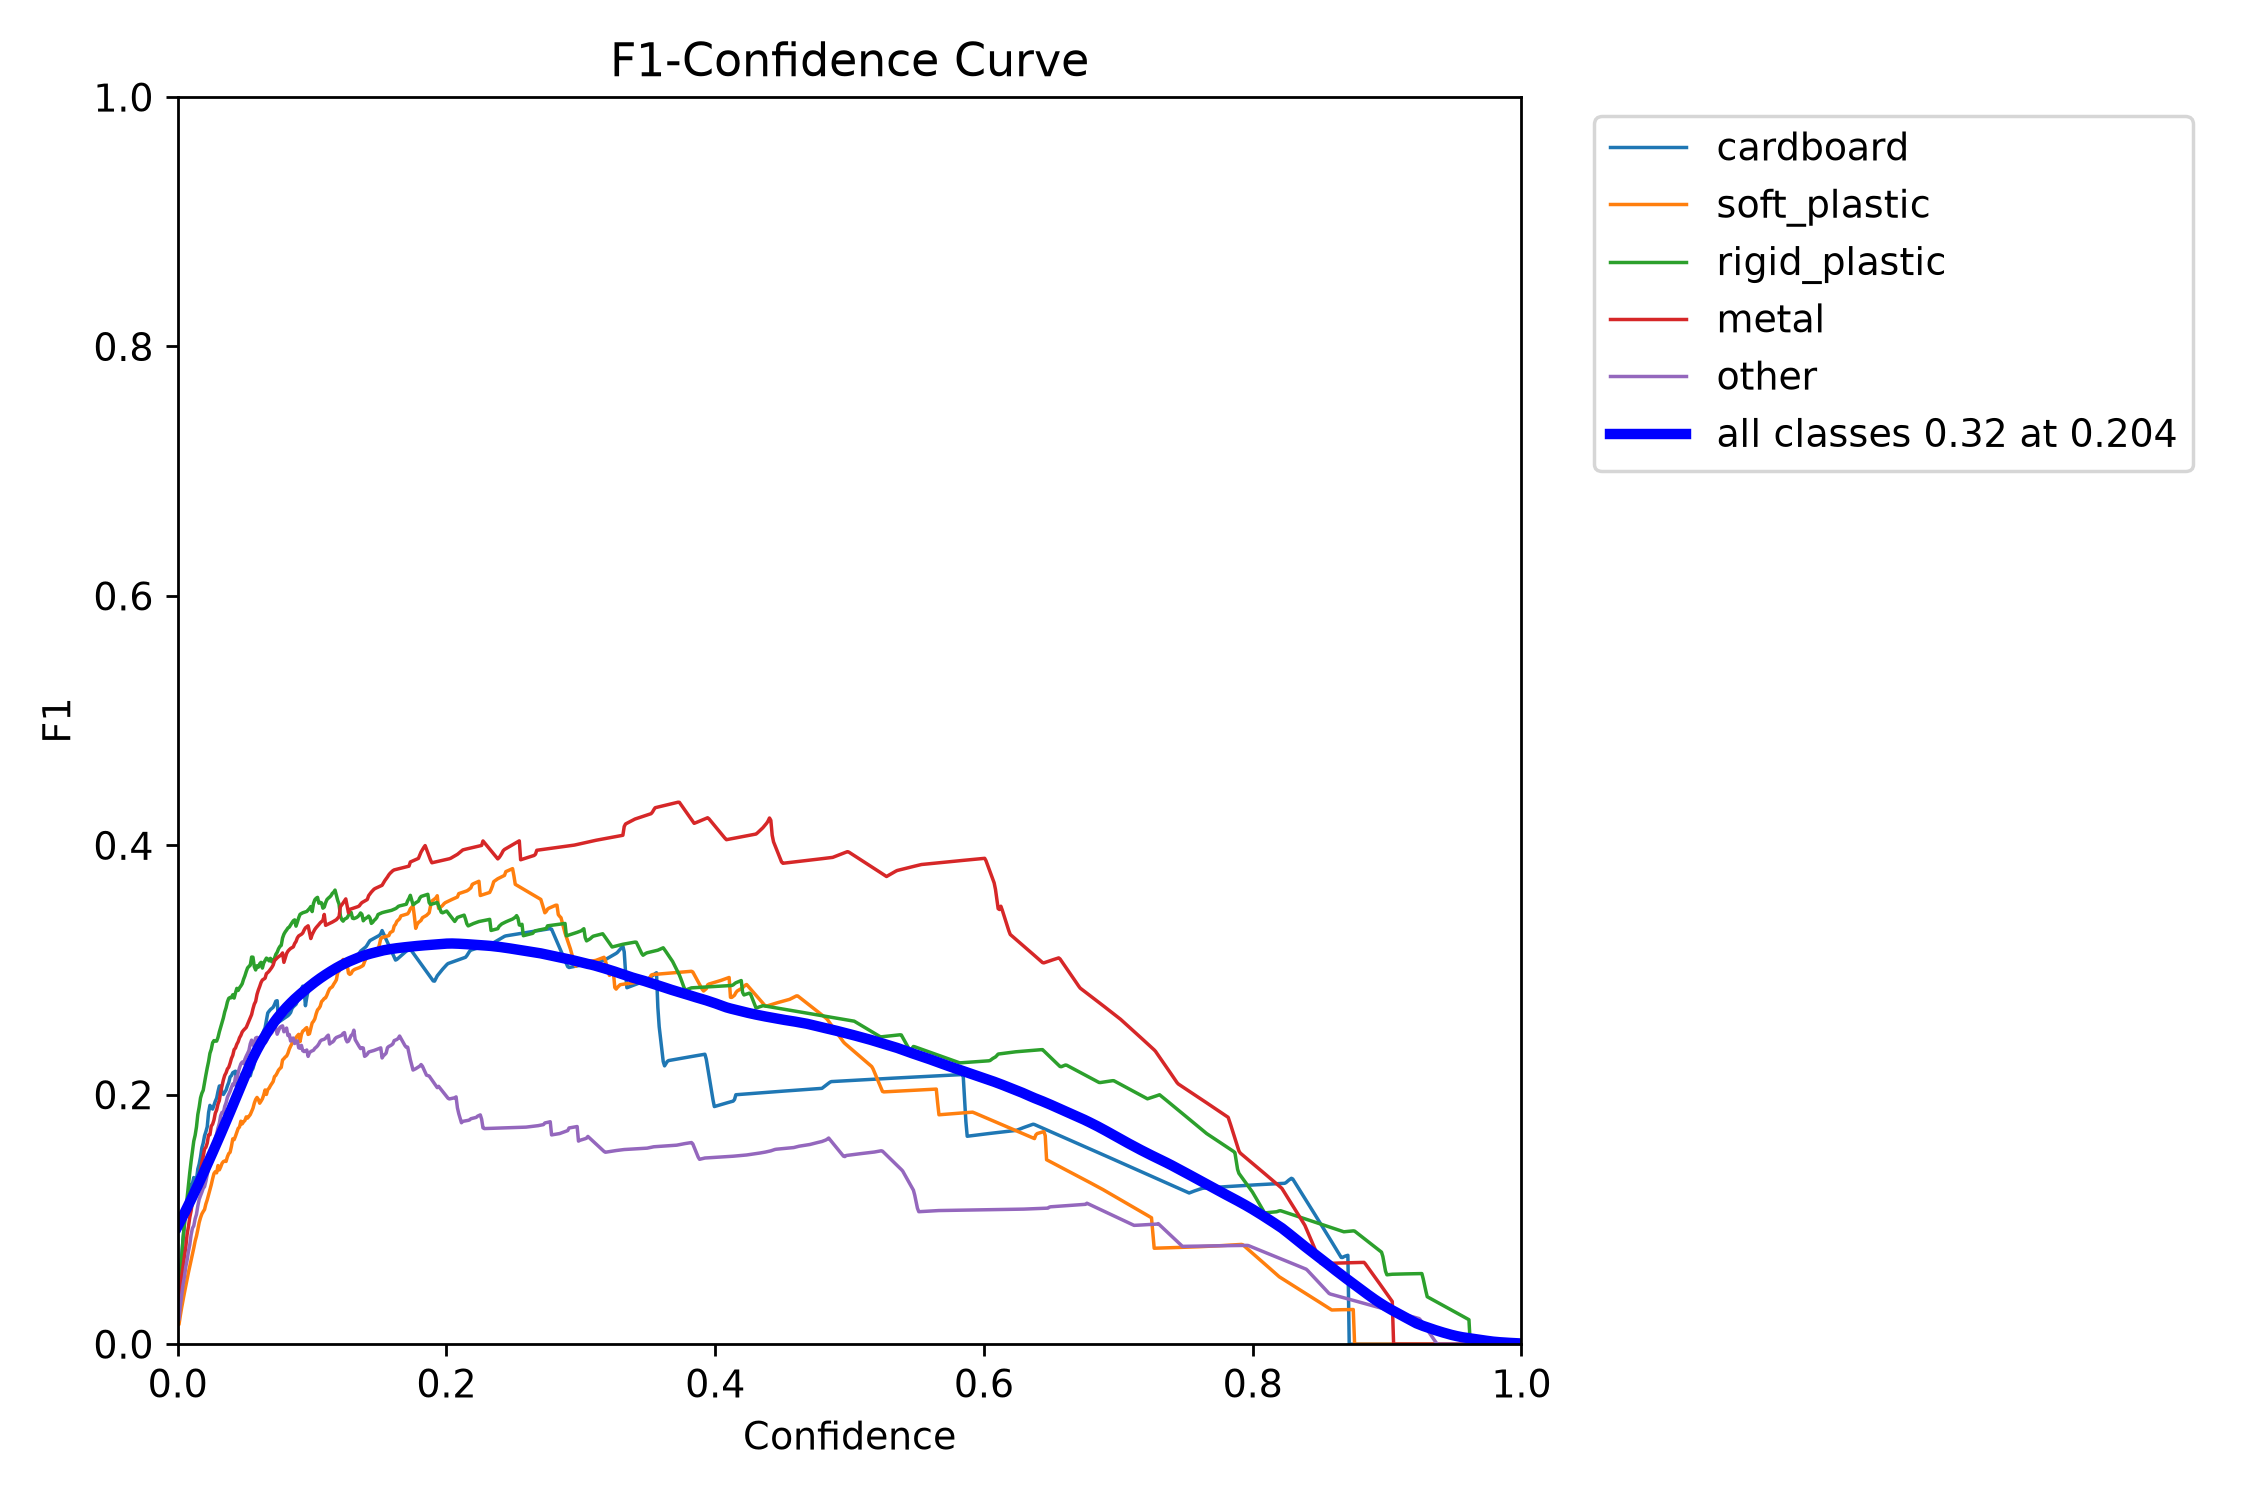 F1-Confidence Curve
1.0
0.8
0.6
0.4
0.2
0.0
F1
0.0 0.2 0.4 0.6 0.8 1.0
Confidence
cardboard
soft_plastic
rigid_plastic
metal
other
all classes 0.32 at 0.204